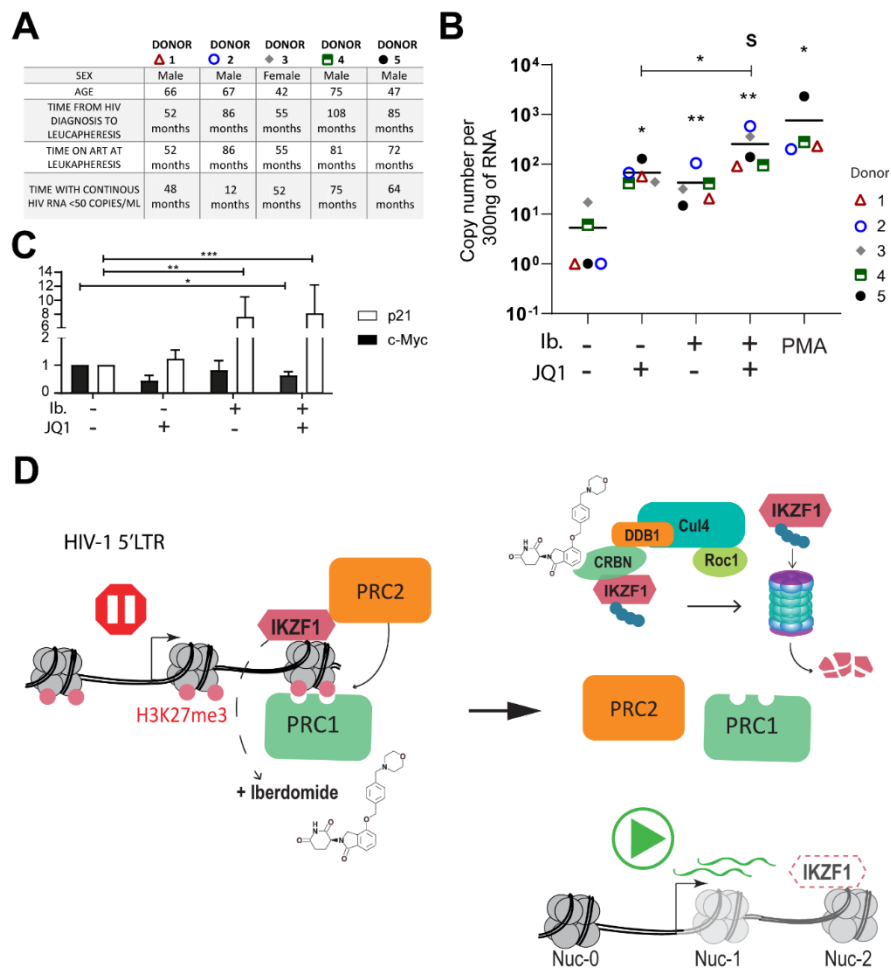 A
DONOR DONOR DONOR DONOR DONOR
1 2 3 4 5
SEX Male Male Female Male Male
AGE 66 67 42 75 47
TIME FROM HIV
DIAGNOSIS TO
LEUCAPHERESIS
52 months 86 months 55 months 108 months 85 months
TIME ON ART AT
LEUKAPHERESIS
52 months 86 months 55 months 81 months 72 months
TIME WITH CONTINOUS
HIV RNA <50 COPIES/ML
48 months 12 months 52 months 75 months 64 months
B
Copy number per
300ng of RNA
10⁴
10³
10²
10¹
10⁰
10⁻¹
S
*
*
* ** ** *
Ib. - - + + PMA
JQ1 - + - +
Donor
1
2
3
4
5
C
***
**
*
14
12
10
8
6
4
2
2
1
0
p21
c-Myc
Ib. - - + +
JQ1 - + - +
D
HIV-1 5'LTR
IKZF1
PRC2
H3K27me3
PRC1
+ Iberdomide
O
N
O
H
N
O
N
O
O
O
N
O
H
N
O
N
O
O
DDB1
Cul4
CRBN
Roc1
IKZF1
IKZF1
PRC2
PRC1
IKZF1
Nuc-0 Nuc-1 Nuc-2